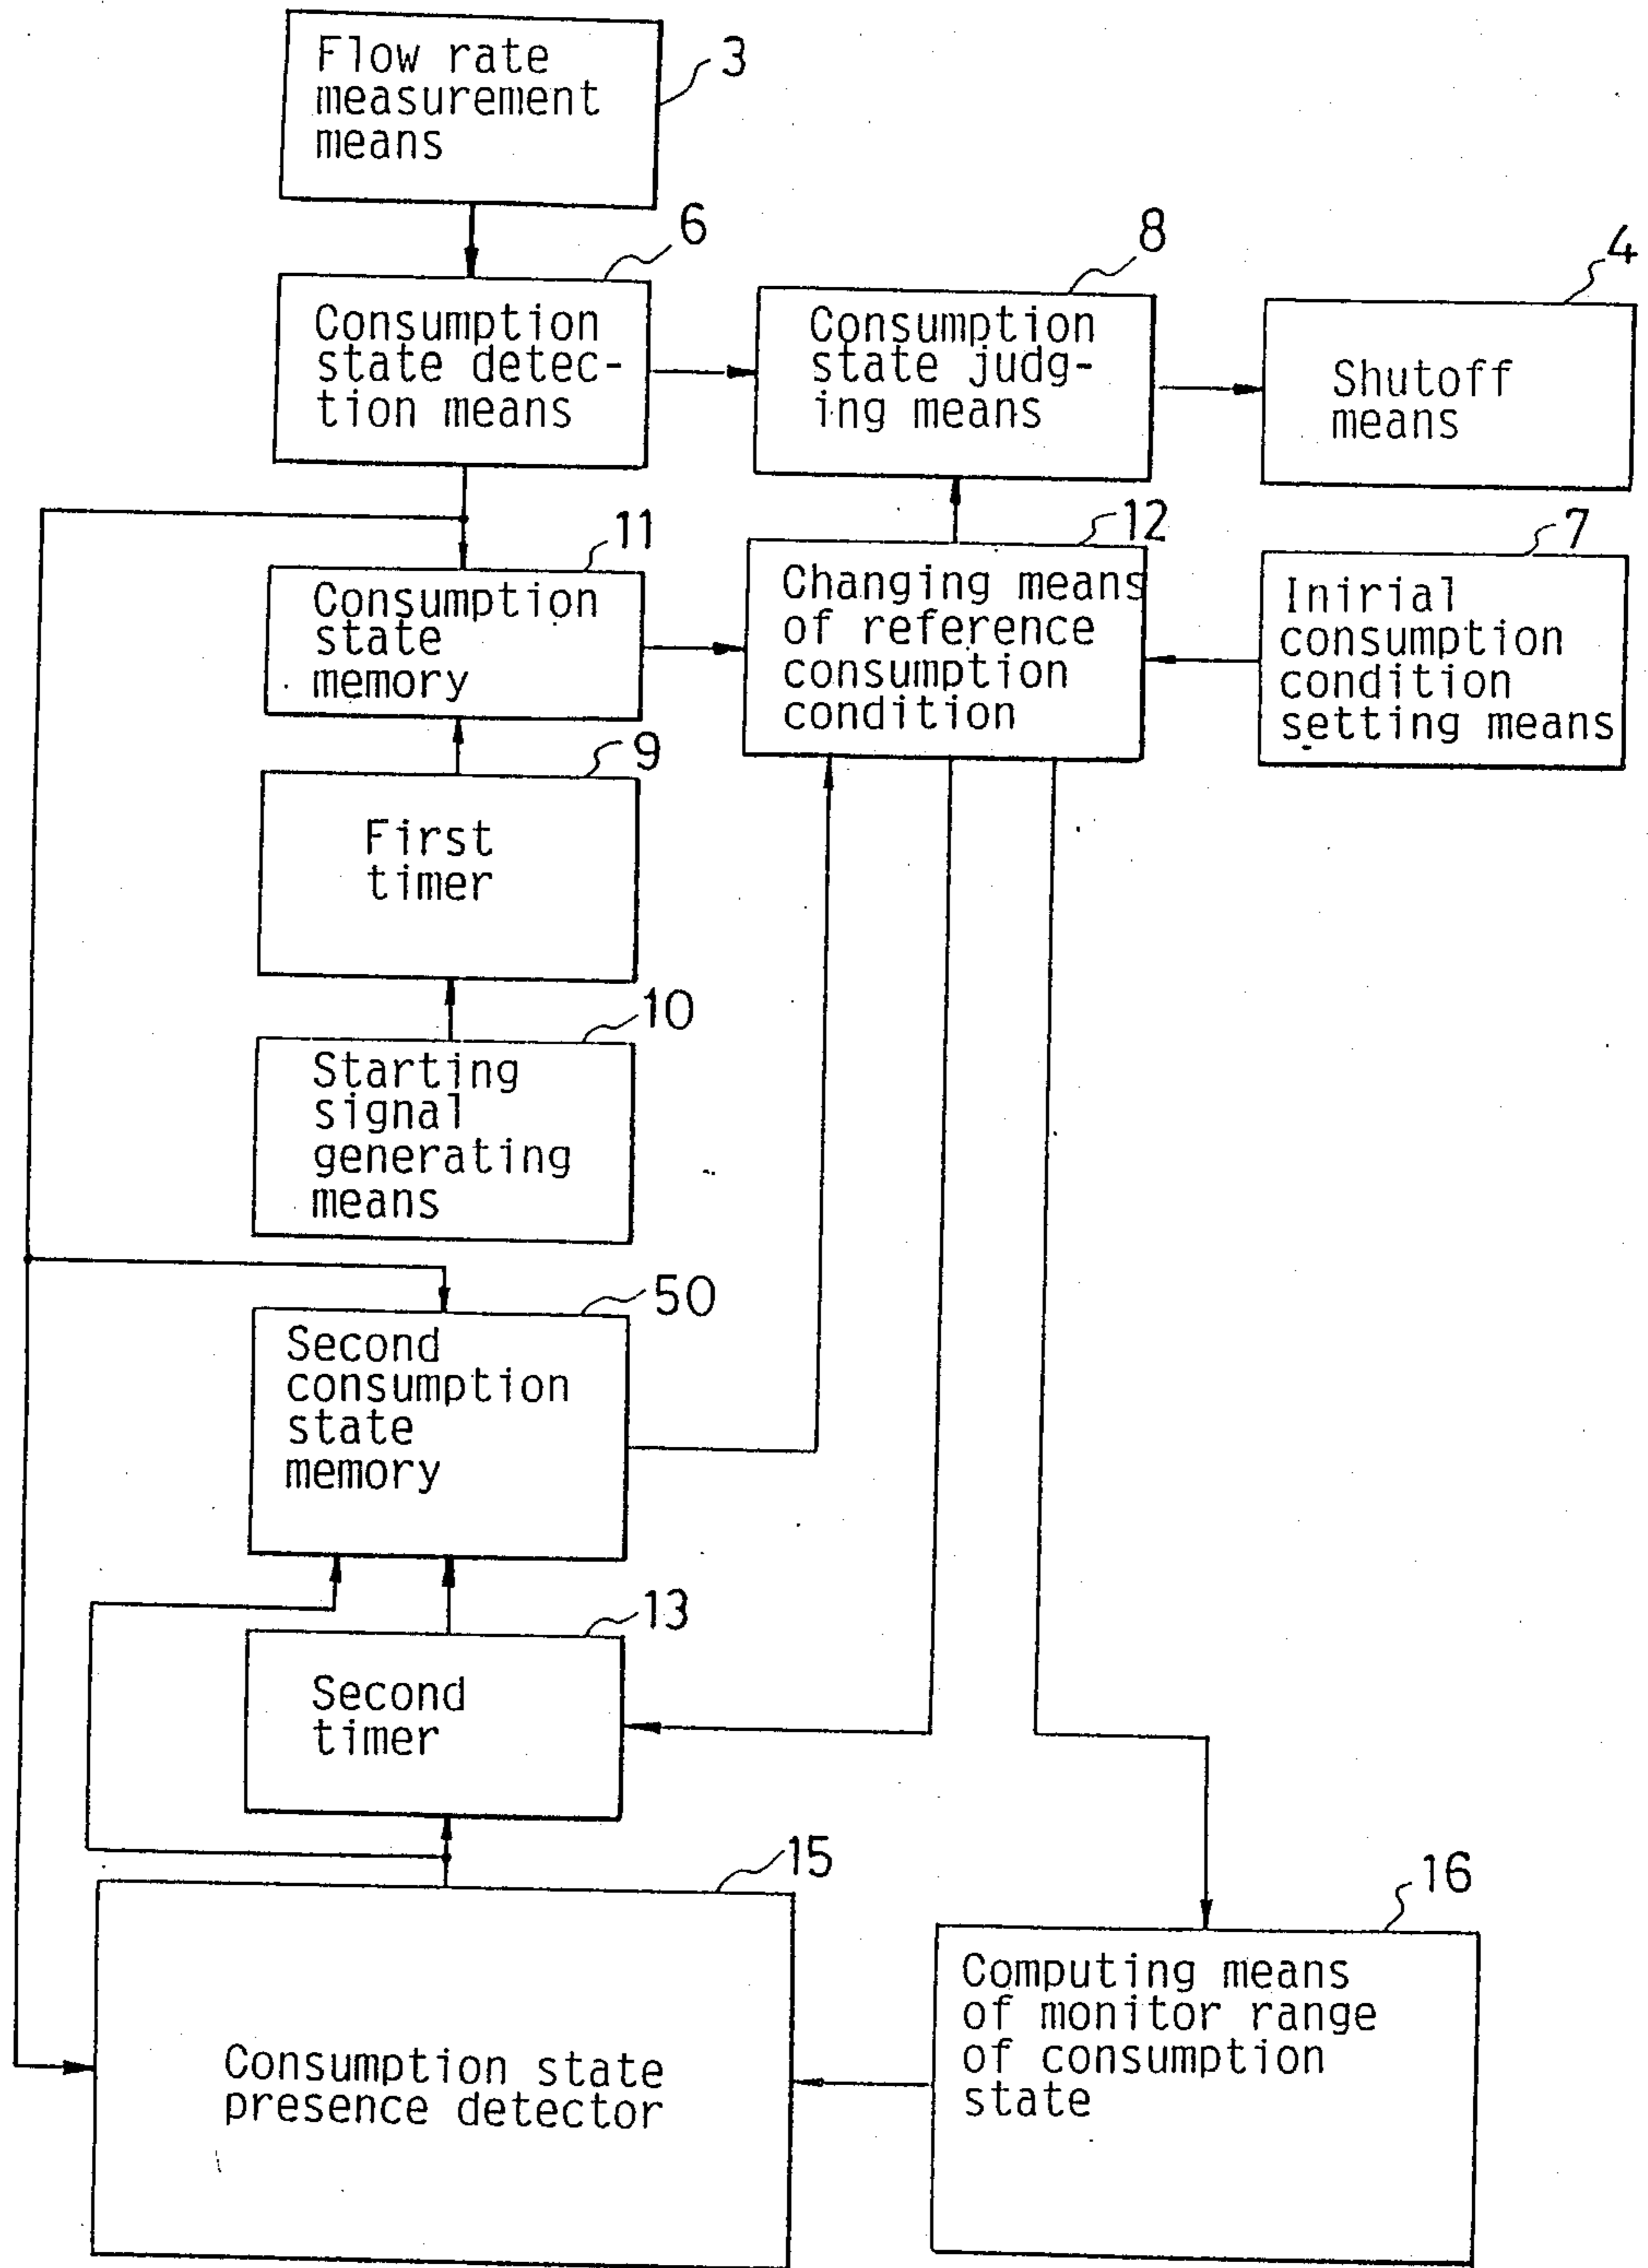 Flow rate
measurement
means
3
6
Consumption
state detec-
tion means
8
Consumption
state judg-
ing means
4
Shutoff
means
11
Consumption
state
memory
12
Changing means
of reference
consumption
condition
7
Inirial
consumption
condition
setting means
9
First
timer
10
Starting
signal
generating
means
50
Second
consumption
state
memory
13
Second
timer
15
Consumption state
presence detector
16
Computing means
of monitor range
of consumption
state